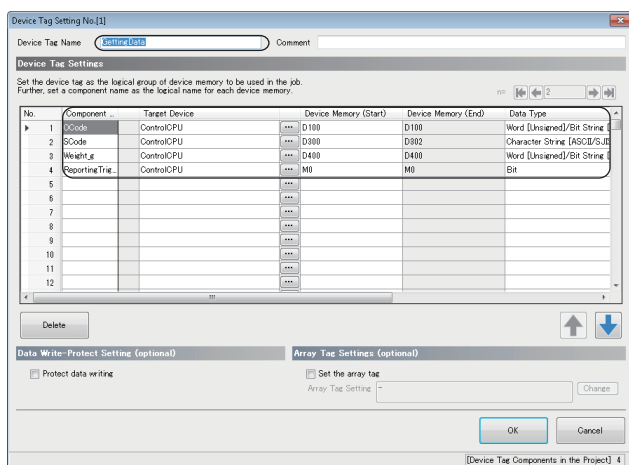 Device Tag Setting No.[1]
Device Tag Name GettingData Comment
Device Tag Settings
Set the device tag as the logical group of device memory to be used in the job.
Further, set a component name as the logical name for each device memory.
n= 2
No. Component ... Target Device Device Memory (Start) Device Memory (End) Data Type
1 OCode ControlCPU ... D100 D100 Word [Unsigned]/Bit String [
2 SCode ControlCPU ... D300 D302 Character String [ASCII/SJIS
3 Weight_g ControlCPU ... D400 D400 Word [Unsigned]/Bit String [
4 ReportingTrig... ControlCPU ... M0 M0 Bit
5 ...
6 ...
7 ...
8 ...
9 ...
10 ...
11 ...
12 ...
Delete
Data Write-Protect Setting (optional) Array Tag Settings (optional)
Protect data writing Set the array tag
Array Tag Setting - Change
OK Cancel
[Device Tag Components in the Project] 4